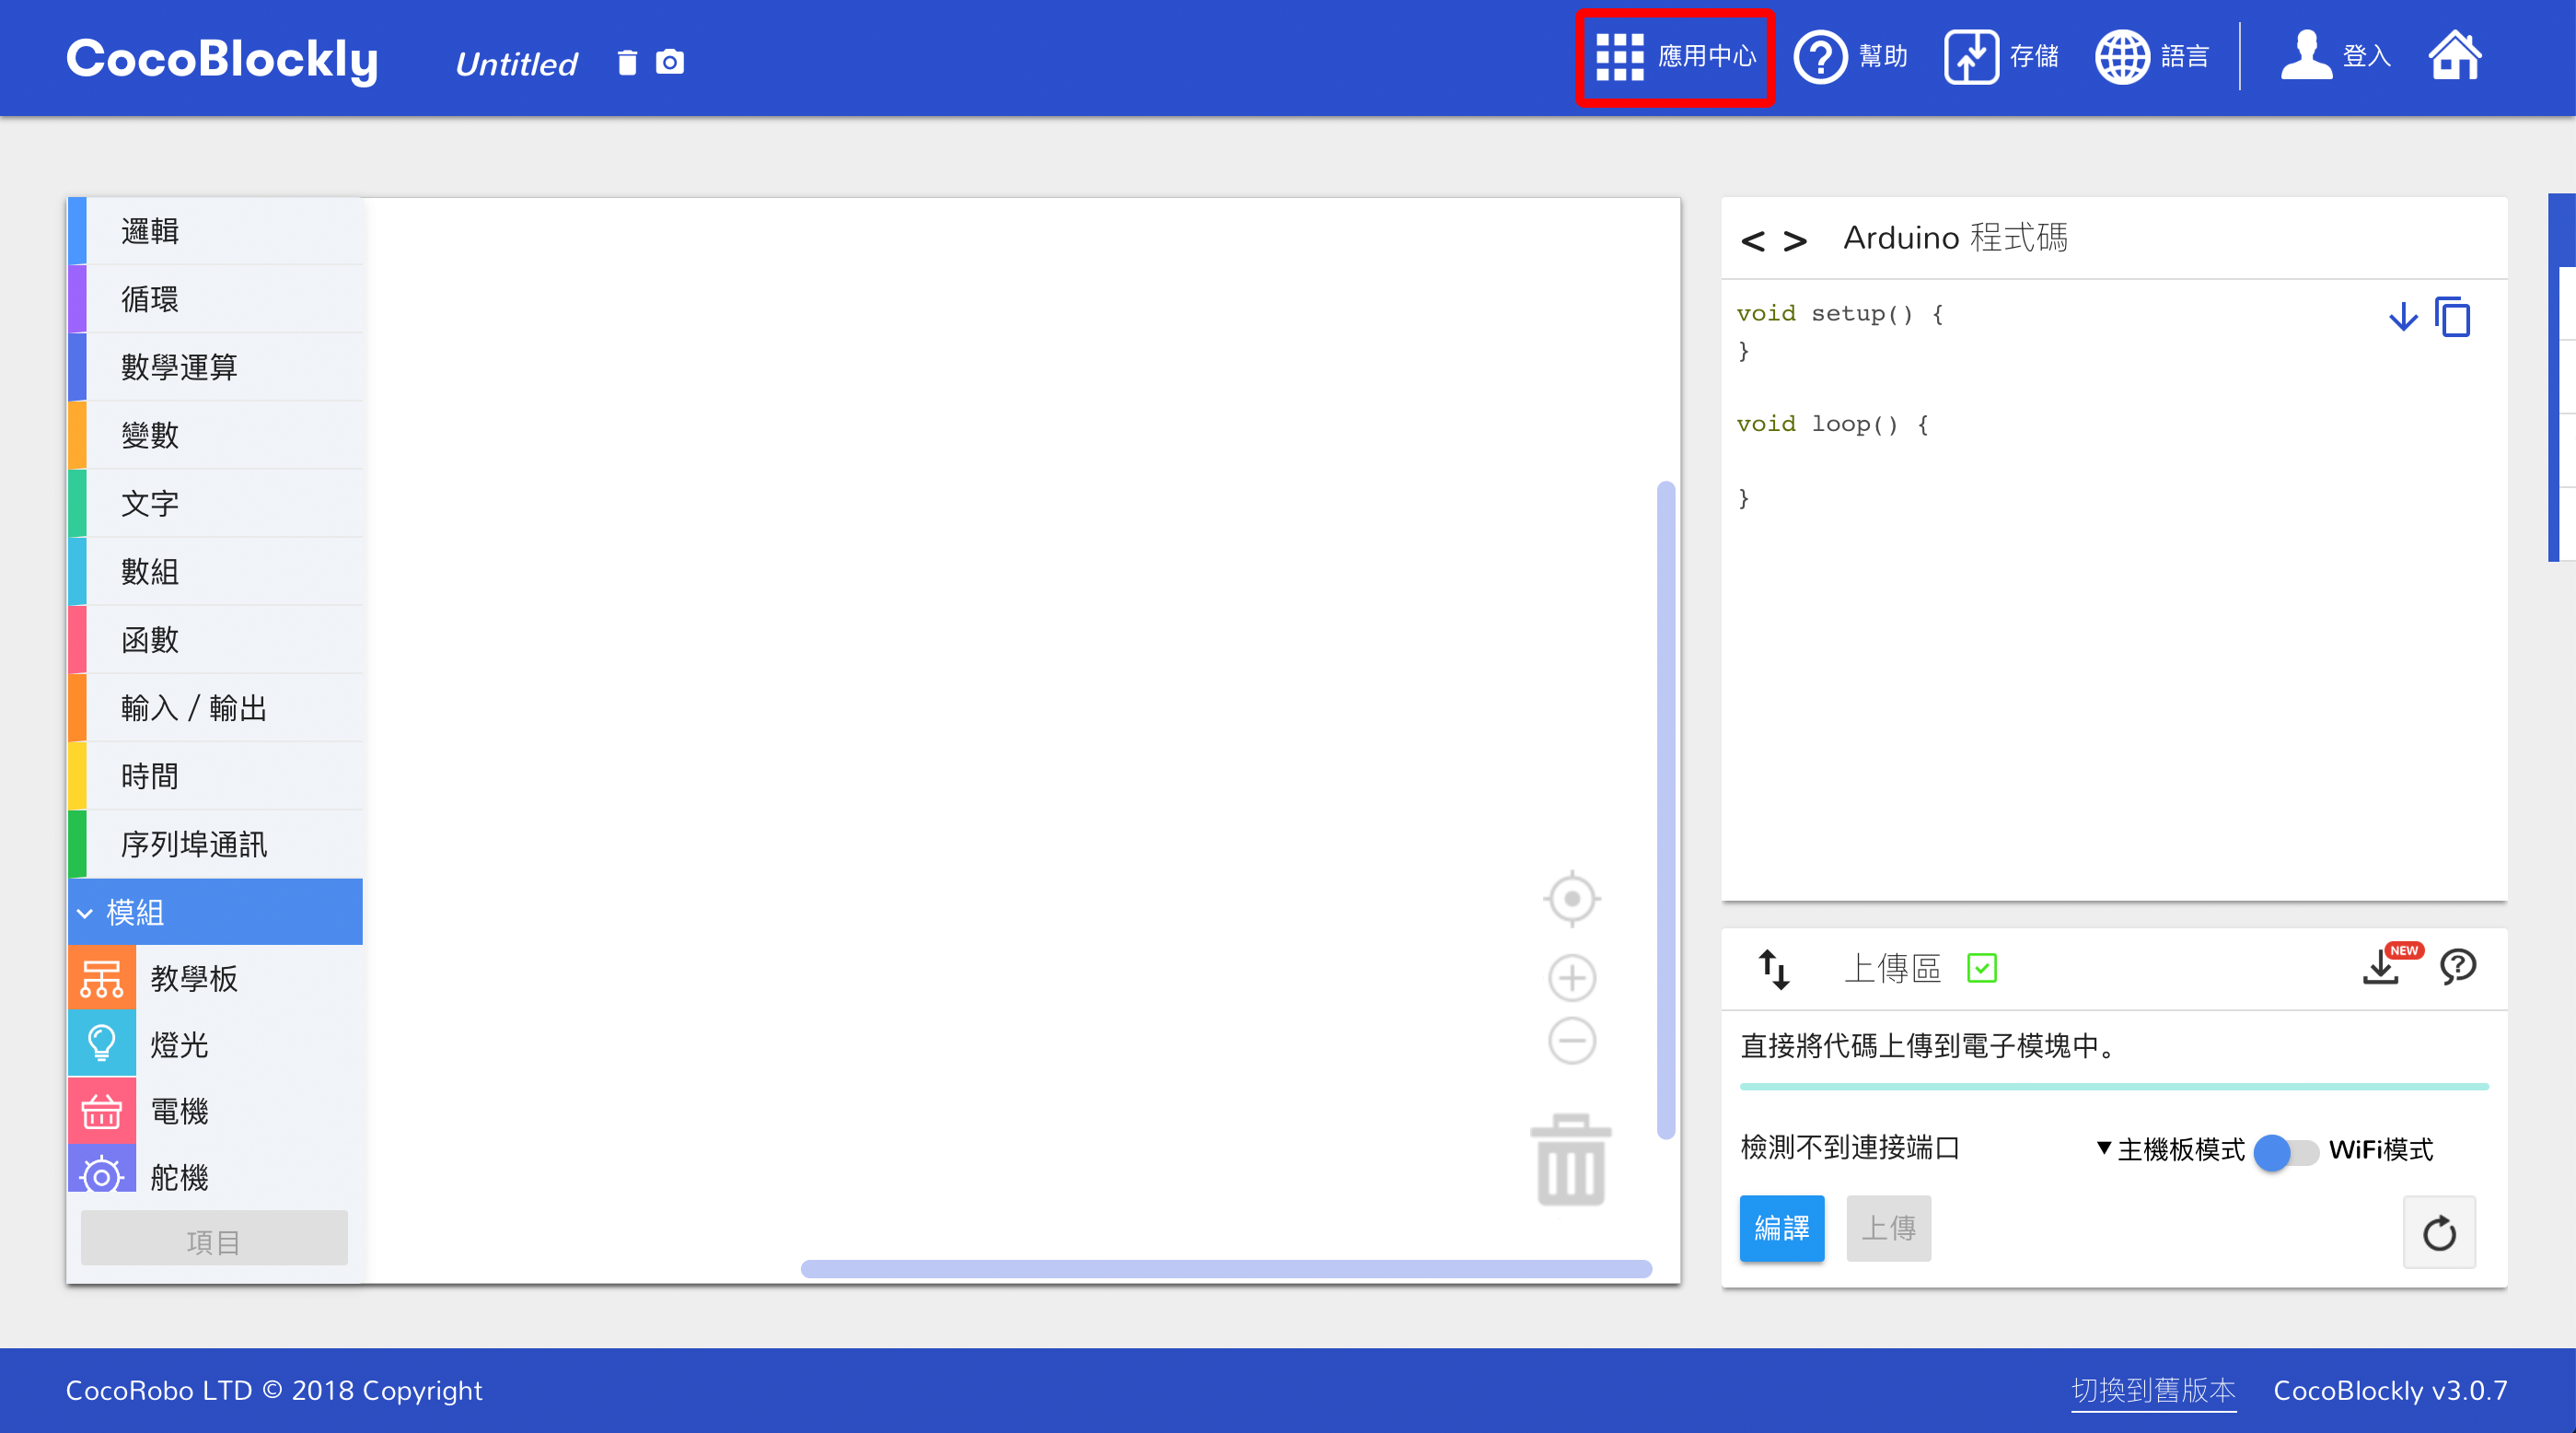 CocoBlockly
Untitled
應用中心
幫助
存儲
語言
登入
邏輯
循環
數學運算
變數
文字
數組
函數
輸入 / 輸出
時間
序列埠通訊
模組
教學板
燈光
電機
舵機
項目
< > Arduino 程式碼
void setup() {
}
void loop() {
}
上傳區
NEW
直接將代碼上傳到電子模塊中。
檢測不到連接端口
▼主機板模式
WiFi模式
編譯
上傳
CocoRobo LTD © 2018 Copyright
切換到舊版本
CocoBlockly v3.0.7